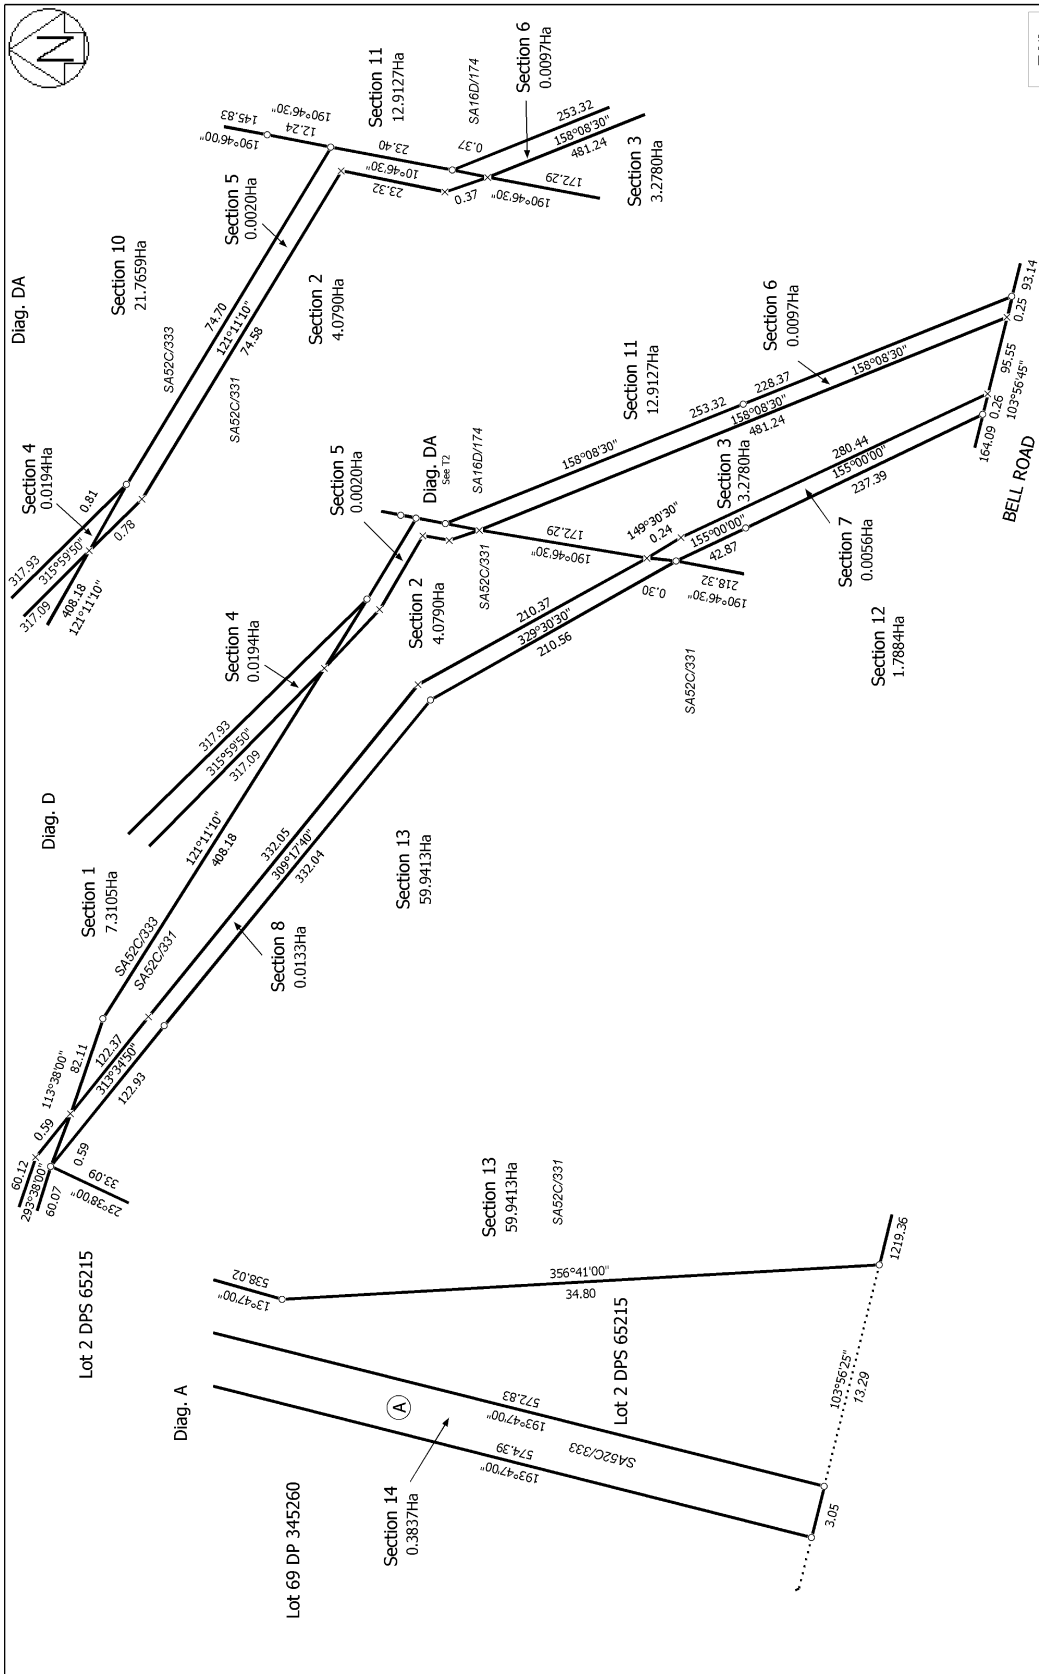 N
Diag. DA
Section 10
21.7659Ha
SA52C/333
Section 4
0.0194Ha
317.93
315°59'50"
317.09
408.18
121°11'10"
0.81
0.78
74.70
121°11'10"
74.58
SA52C/331
Section 5
0.0020Ha
Section 2
4.0790Ha
145.83
190°46'00"
12.24
190°46'30"
23.40
10°46'30"
23.32
Section 11
12.9127Ha
SA16D/174
0.37
0.37
172.29
190°46'30"
Section 6
0.0097Ha
253.32
158°08'30"
481.24
Section 3
3.2780Ha
Diag. D
Section 1
7.3105Ha
SA52C/333
SA52C/331
60.12
293°38'00"
60.07
0.59
0.59
113°38'00"
82.11
33.09
23°38'00"
122.37
313°34'50"
122.93
Section 8
0.0133Ha
121°11'10"
408.18
317.93
315°59'50"
317.09
Section 4
0.0194Ha
332.05
309°17'40"
332.04
Section 13
59.9413Ha
Section 5
0.0020Ha
Section 2
4.0790Ha
Diag. DA
See T2
SA16D/174
SA52C/331
172.29
190°46'30"
210.37
329°30'30"
210.56
SA52C/331
0.30
218.32
190°46'30"
149°30'30"
0.24
155°00'00"
42.87
Section 3
3.2780Ha
158°08'30"
253.32
158°08'30"
481.24
228.37
158°08'30"
Section 11
12.9127Ha
Section 6
0.0097Ha
280.44
155°00'00"
237.39
Section 7
0.0056Ha
Section 12
1.7884Ha
164.09
0.26
103°56'45"
95.55
0.25
93.14
BELL ROAD
Lot 2 DPS 65215
Diag. A
Lot 69 DP 345260
Section 14
0.3837Ha
A
574.39
193°47'00"
572.83
193°47'00"
SA52C/333
Lot 2 DPS 65215
538.02
13°47'00"
356°41'00"
34.80
Section 13
59.9413Ha
SA52C/331
1219.36
103°56'25"
13.29
3.05